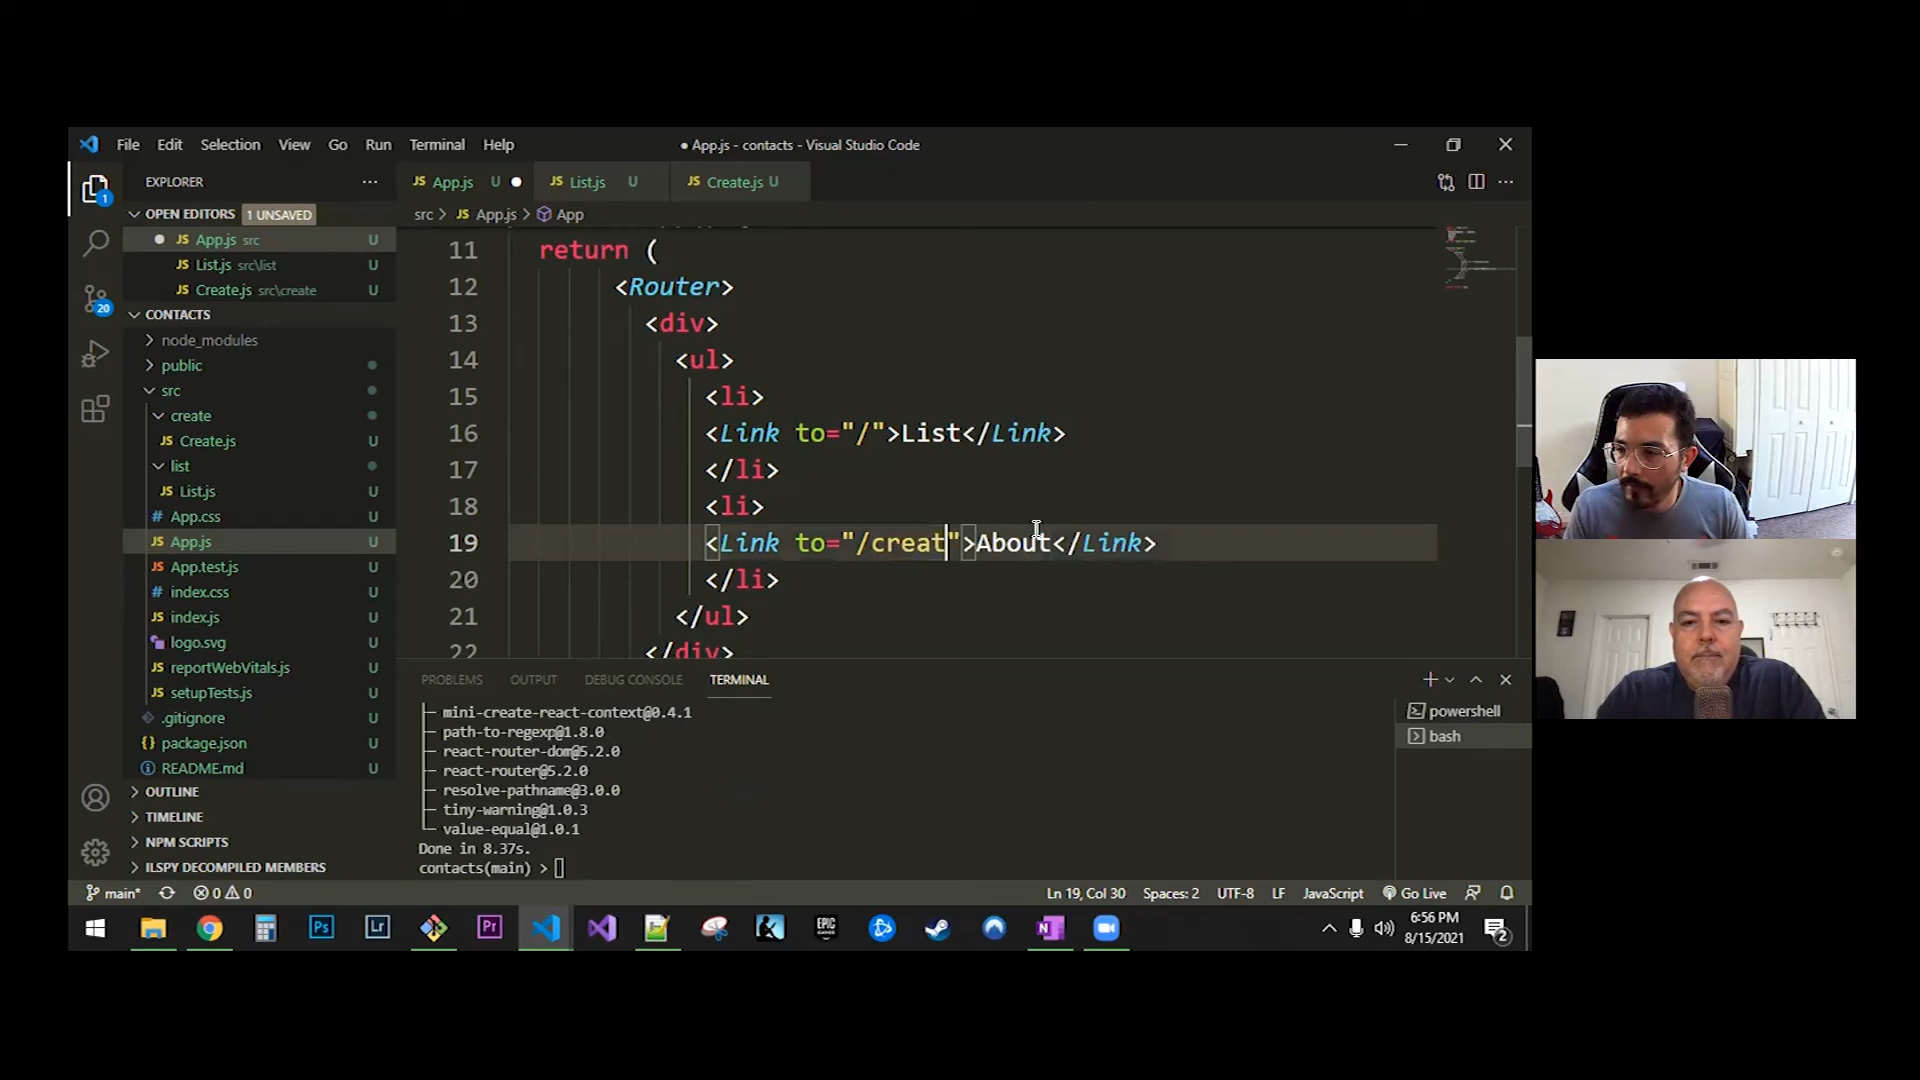 File Edit Selection View Go Run Terminal Help
● App.js - contacts - Visual Studio Code
EXPLORER
JS App.js U ●
JS List.js U
JS Create.js U
OPEN EDITORS 1 UNSAVED
src > JS App.js > App
● JS App.js src U
JS List.js src\list U
JS Create.js src\create U
CONTACTS
node_modules
public
src
create
JS Create.js U
list
JS List.js U
# App.css U
JS App.js U
JS App.test.js U
# index.css U
JS index.js U
logo.svg U
JS reportWebVitals.js U
JS setupTests.js U
.gitignore U
{} package.json U
README.md U
OUTLINE
TIMELINE
NPM SCRIPTS
ILSPY DECOMPILED MEMBERS
1
20
11 return (
12 <Router>
13 <div>
14 <ul>
15 <li>
16 <Link to="/">List</Link>
17 </li>
18 <li>
19 <Link to="/creat">About</Link>
20 </li>
21 </ul>
22 </div>
PROBLEMS OUTPUT DEBUG CONSOLE TERMINAL
├─ mini-create-react-context@0.4.1
├─ path-to-regexp@1.8.0
├─ react-router-dom@5.2.0
├─ react-router@5.2.0
├─ resolve-pathname@3.0.0
├─ tiny-warning@1.0.3
└─ value-equal@1.0.1
Done in 8.37s.
contacts(main) >
powershell
bash
main* 0 0 Ln 19, Col 30 Spaces: 2 UTF-8 LF JavaScript Go Live
Ps Lr Pr EPIC GAMES N
6:56 PM
8/15/2021
2